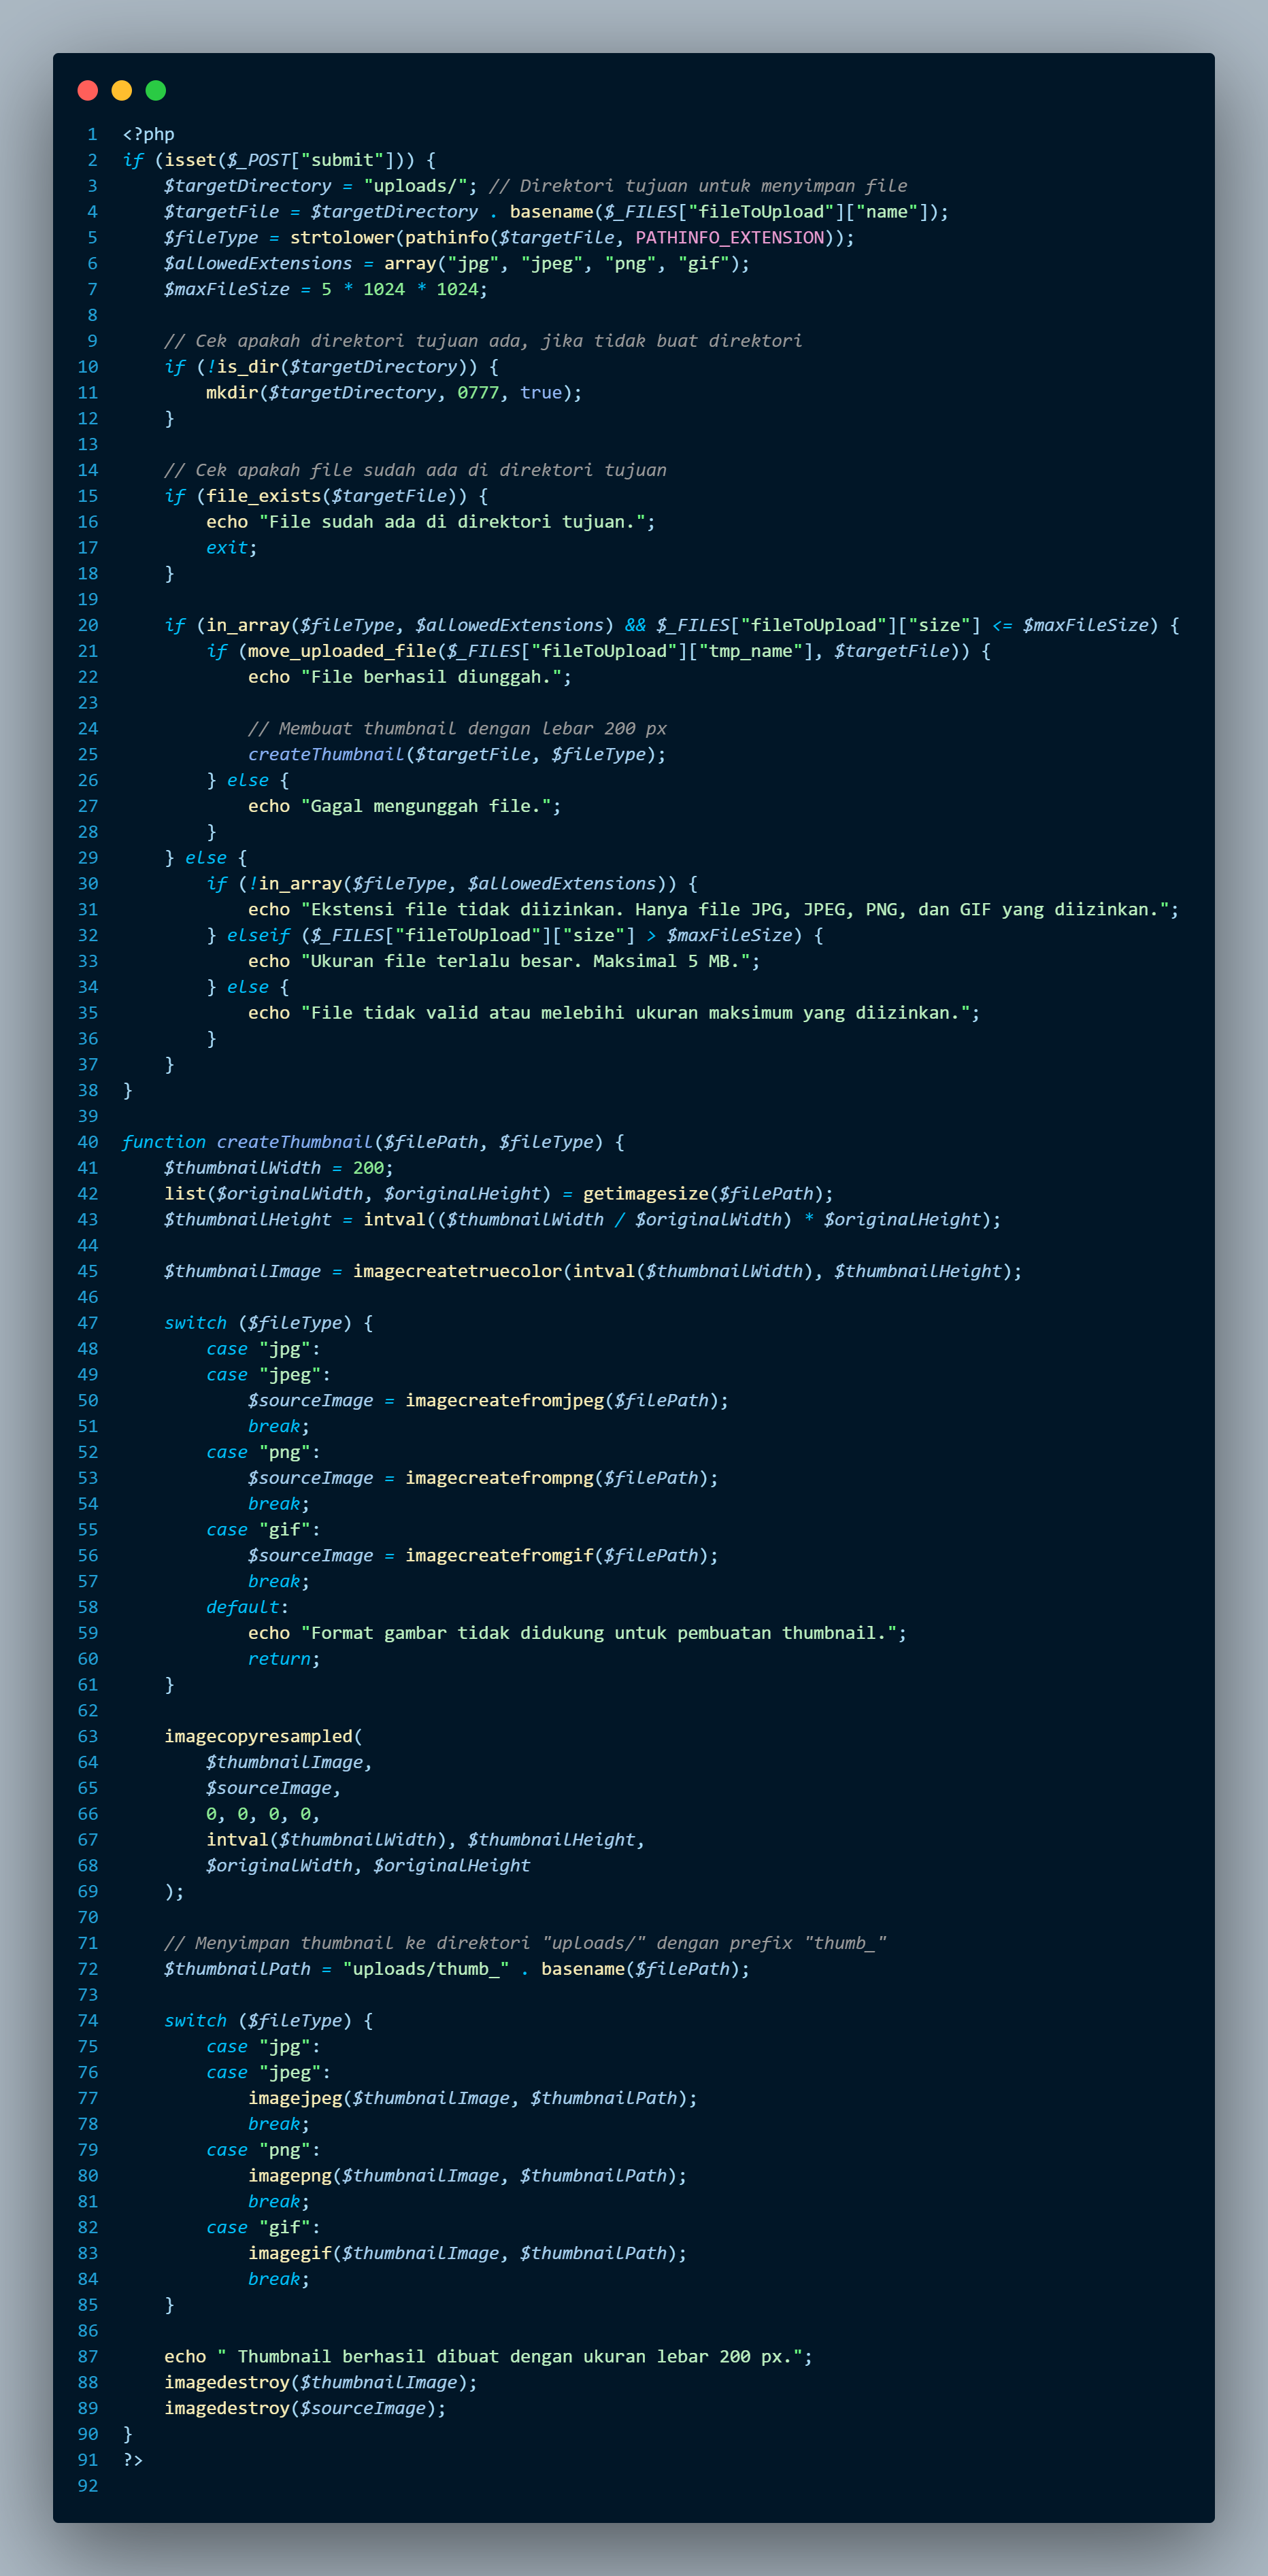 1 <?php
2 if (isset($_POST["submit"])) {
3     $targetDirectory = "uploads/"; // Direktori tujuan untuk menyimpan file
4     $targetFile = $targetDirectory . basename($_FILES["fileToUpload"]["name"]);
5     $fileType = strtolower(pathinfo($targetFile, PATHINFO_EXTENSION));
6     $allowedExtensions = array("jpg", "jpeg", "png", "gif");
7     $maxFileSize = 5 * 1024 * 1024;
8
9     // Cek apakah direktori tujuan ada, jika tidak buat direktori
10     if (!is_dir($targetDirectory)) {
11         mkdir($targetDirectory, 0777, true);
12     }
13
14     // Cek apakah file sudah ada di direktori tujuan
15     if (file_exists($targetFile)) {
16         echo "File sudah ada di direktori tujuan.";
17         exit;
18     }
19
20     if (in_array($fileType, $allowedExtensions) && $_FILES["fileToUpload"]["size"] <= $maxFileSize) {
21         if (move_uploaded_file($_FILES["fileToUpload"]["tmp_name"], $targetFile)) {
22             echo "File berhasil diunggah.";
23
24             // Membuat thumbnail dengan lebar 200 px
25             createThumbnail($targetFile, $fileType);
26         } else {
27             echo "Gagal mengunggah file.";
28         }
29     } else {
30         if (!in_array($fileType, $allowedExtensions)) {
31             echo "Ekstensi file tidak diizinkan. Hanya file JPG, JPEG, PNG, dan GIF yang diizinkan.";
32         } elseif ($_FILES["fileToUpload"]["size"] > $maxFileSize) {
33             echo "Ukuran file terlalu besar. Maksimal 5 MB.";
34         } else {
35             echo "File tidak valid atau melebihi ukuran maksimum yang diizinkan.";
36         }
37     }
38 }
39
40 function createThumbnail($filePath, $fileType) {
41     $thumbnailWidth = 200;
42     list($originalWidth, $originalHeight) = getimagesize($filePath);
43     $thumbnailHeight = intval(($thumbnailWidth / $originalWidth) * $originalHeight);
44
45     $thumbnailImage = imagecreatetruecolor(intval($thumbnailWidth), $thumbnailHeight);
46
47     switch ($fileType) {
48         case "jpg":
49         case "jpeg":
50             $sourceImage = imagecreatefromjpeg($filePath);
51             break;
52         case "png":
53             $sourceImage = imagecreatefrompng($filePath);
54             break;
55         case "gif":
56             $sourceImage = imagecreatefromgif($filePath);
57             break;
58         default:
59             echo "Format gambar tidak didukung untuk pembuatan thumbnail.";
60             return;
61     }
62
63     imagecopyresampled(
64         $thumbnailImage,
65         $sourceImage,
66         0, 0, 0, 0,
67         intval($thumbnailWidth), $thumbnailHeight,
68         $originalWidth, $originalHeight
69     );
70
71     // Menyimpan thumbnail ke direktori "uploads/" dengan prefix "thumb_"
72     $thumbnailPath = "uploads/thumb_" . basename($filePath);
73
74     switch ($fileType) {
75         case "jpg":
76         case "jpeg":
77             imagejpeg($thumbnailImage, $thumbnailPath);
78             break;
79         case "png":
80             imagepng($thumbnailImage, $thumbnailPath);
81             break;
82         case "gif":
83             imagegif($thumbnailImage, $thumbnailPath);
84             break;
85     }
86
87     echo " Thumbnail berhasil dibuat dengan ukuran lebar 200 px.";
88     imagedestroy($thumbnailImage);
89     imagedestroy($sourceImage);
90 }
91 ?>
92